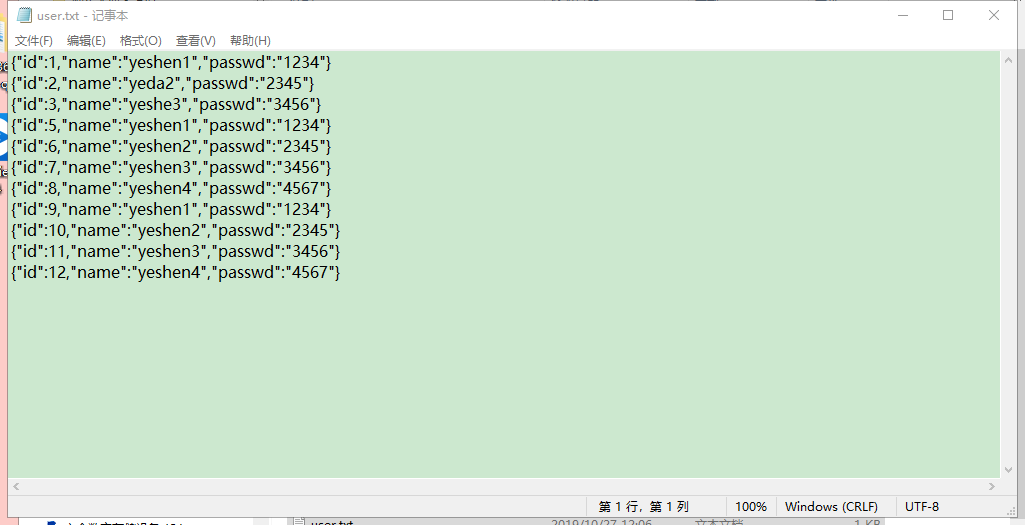 user.txt - 记事本
文件(F) 编辑(E) 格式(O) 查看(V) 帮助(H)
{"id":1,"name":"yeshen1","passwd":"1234"}
{"id":2,"name":"yeda2","passwd":"2345"}
{"id":3,"name":"yeshe3","passwd":"3456"}
{"id":5,"name":"yeshen1","passwd":"1234"}
{"id":6,"name":"yeshen2","passwd":"2345"}
{"id":7,"name":"yeshen3","passwd":"3456"}
{"id":8,"name":"yeshen4","passwd":"4567"}
{"id":9,"name":"yeshen1","passwd":"1234"}
{"id":10,"name":"yeshen2","passwd":"2345"}
{"id":11,"name":"yeshen3","passwd":"3456"}
{"id":12,"name":"yeshen4","passwd":"4567"}
第 1 行，第 1 列 100% Windows (CRLF) UTF-8
user.txt 2019/10/27 12:06 文本文档 1 KB